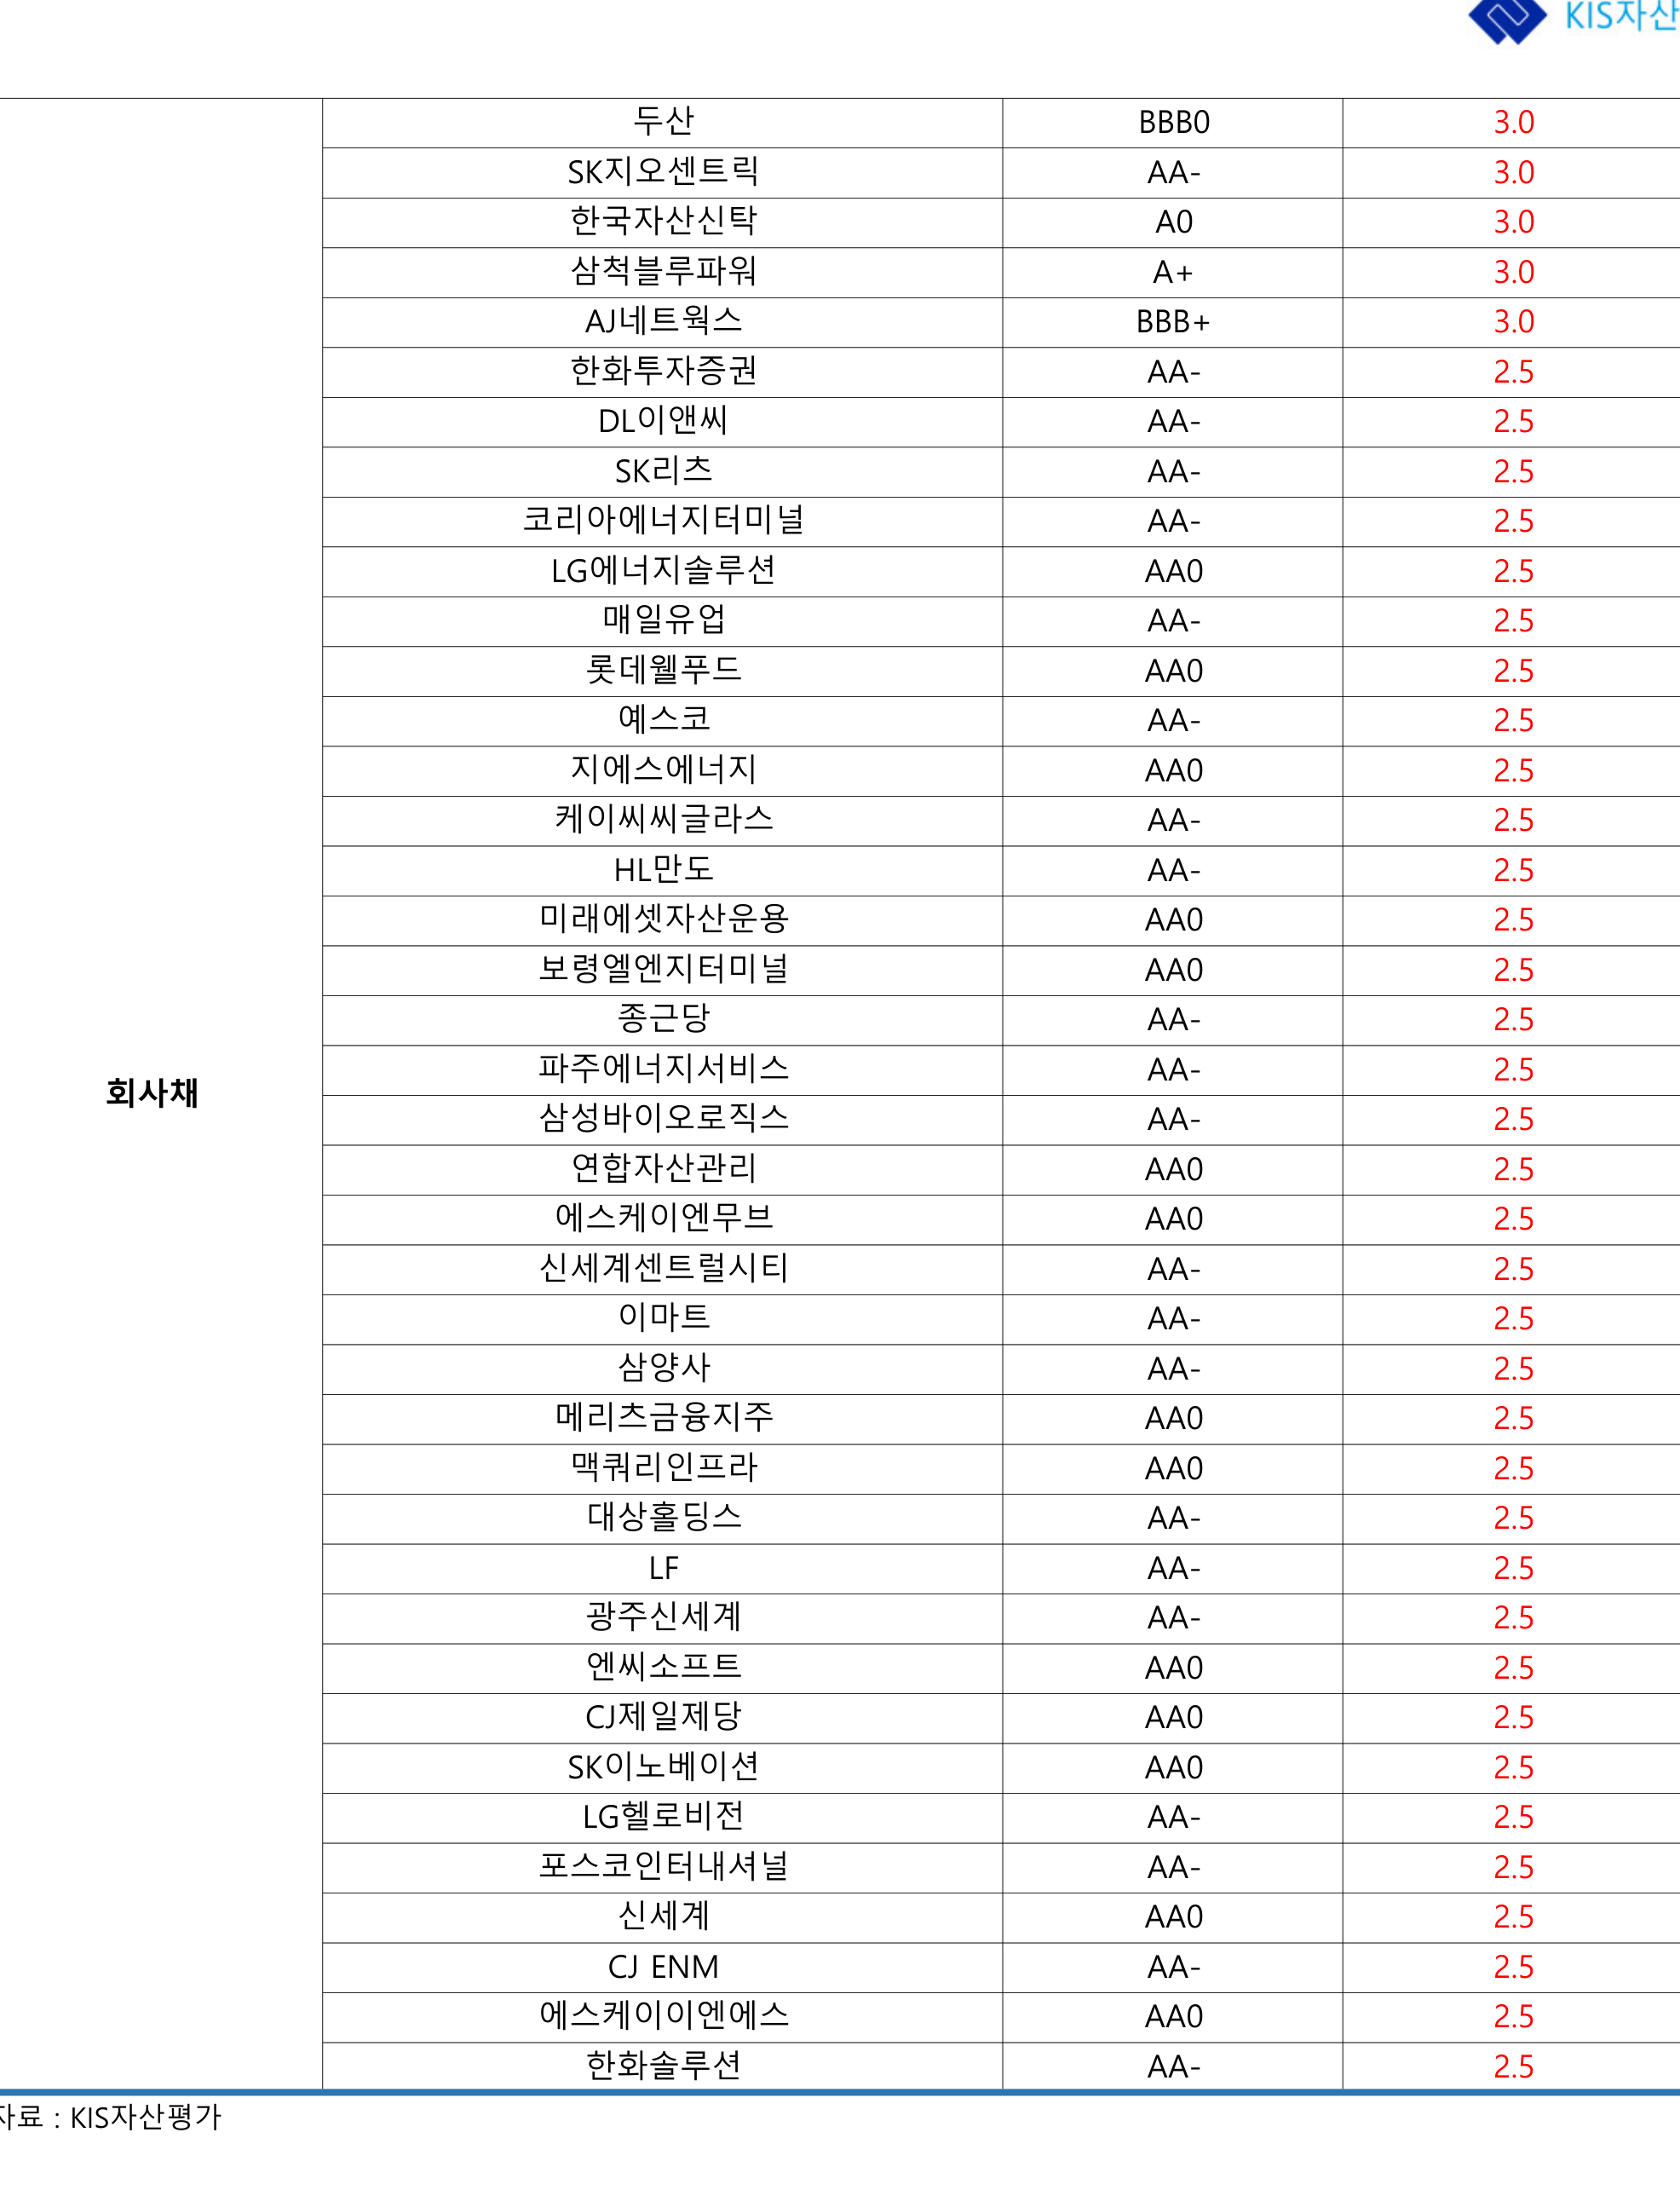 KIS자산
두산 BBB0 3.0
SK지오센트릭 AA- 3.0
한국자산신탁 A0 3.0
삼척블루파워 A+ 3.0
AJ네트웍스 BBB+ 3.0
한화투자증권 AA- 2.5
DL이앤씨 AA- 2.5
SK리츠 AA- 2.5
코리아에너지터미널 AA- 2.5
LG에너지솔루션 AA0 2.5
매일유업 AA- 2.5
롯데웰푸드 AA0 2.5
예스코 AA- 2.5
지에스에너지 AA0 2.5
케이씨씨글라스 AA- 2.5
HL만도 AA- 2.5
미래에셋자산운용 AA0 2.5
보령엘엔지터미널 AA0 2.5
종근당 AA- 2.5
파주에너지서비스 AA- 2.5
회사채
삼성바이오로직스 AA- 2.5
연합자산관리 AA0 2.5
에스케이엔무브 AA0 2.5
신세계센트럴시티 AA- 2.5
이마트 AA- 2.5
삼양사 AA- 2.5
메리츠금융지주 AA0 2.5
맥쿼리인프라 AA0 2.5
대상홀딩스 AA- 2.5
LF AA- 2.5
광주신세계 AA- 2.5
엔씨소프트 AA0 2.5
CJ제일제당 AA0 2.5
SK이노베이션 AA0 2.5
LG헬로비전 AA- 2.5
포스코인터내셔널 AA- 2.5
신세계 AA0 2.5
CJ ENM AA- 2.5
에스케이이엔에스 AA0 2.5
한화솔루션 AA- 2.5
자료 : KIS자산평가